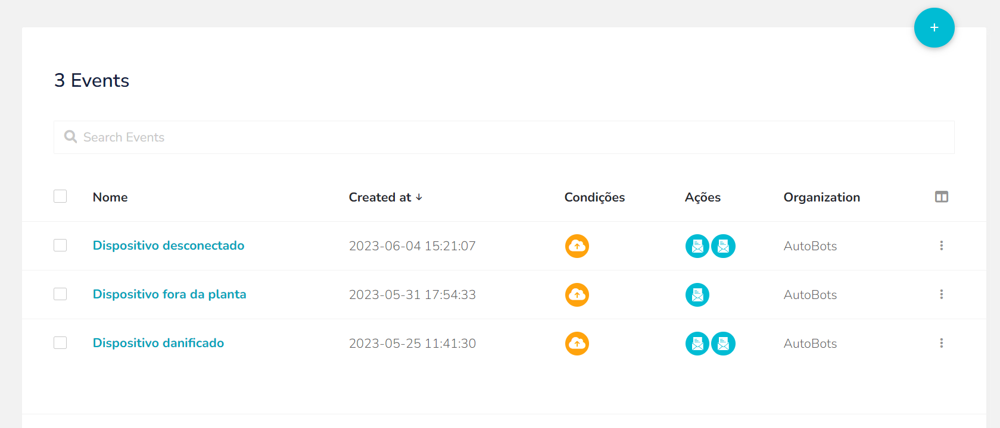 +
3 Events
Search Events
Nome Created at ↓ Condições Ações Organization
Dispositivo desconectado 2023-06-04 15:21:07 AutoBots
Dispositivo fora da planta 2023-05-31 17:54:33 AutoBots
Dispositivo danificado 2023-05-25 11:41:30 AutoBots